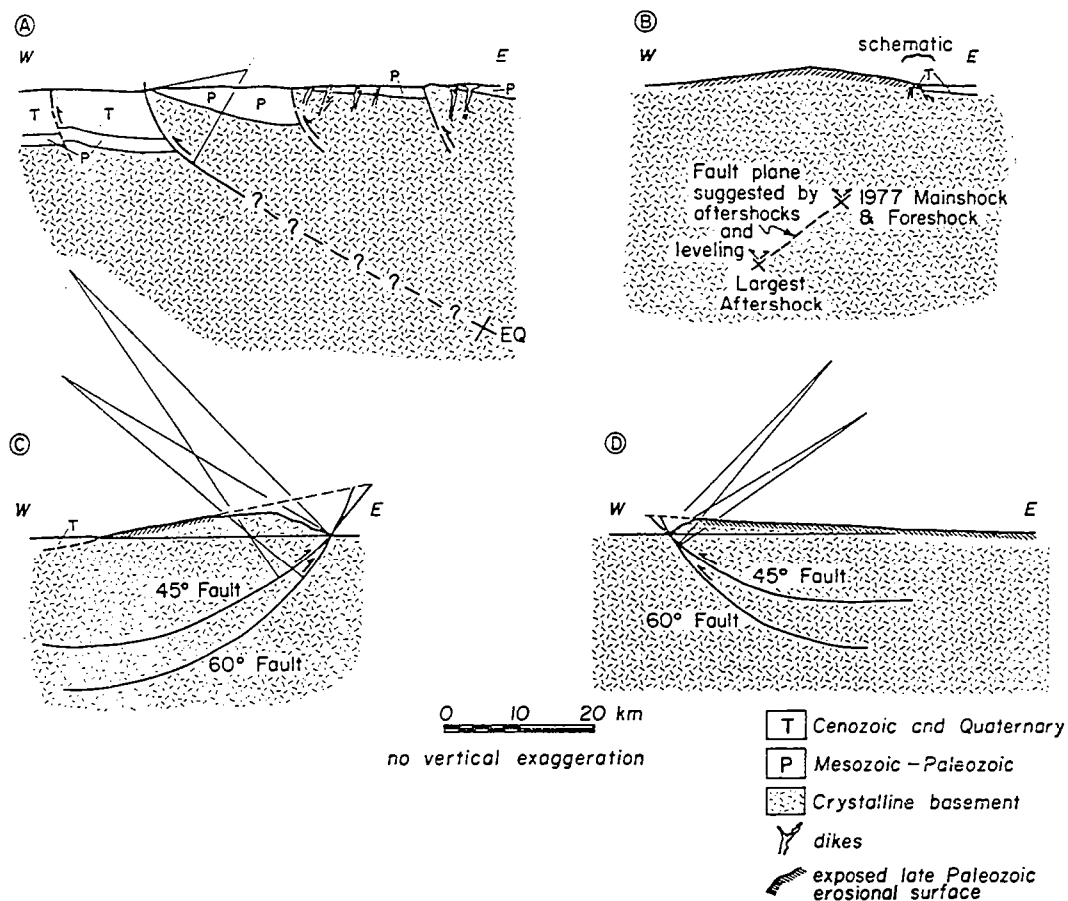 A
W
E
T
T
P
P
P
P
P
?
?
?
?
?
EQ
B
W
schematic
E
T
Fault plane
suggested by
aftershocks
and
leveling
1977 Mainshock
& Foreshock
Largest
Aftershock
C
W
E
T
45° Fault
60° Fault
D
W
E
45° Fault
60° Fault
0 10 20 km
no vertical exaggeration
T Cenozoic and Quaternary
P Mesozoic-Paleozoic
Crystalline basement
dikes
exposed late Paleozoic
erosional surface